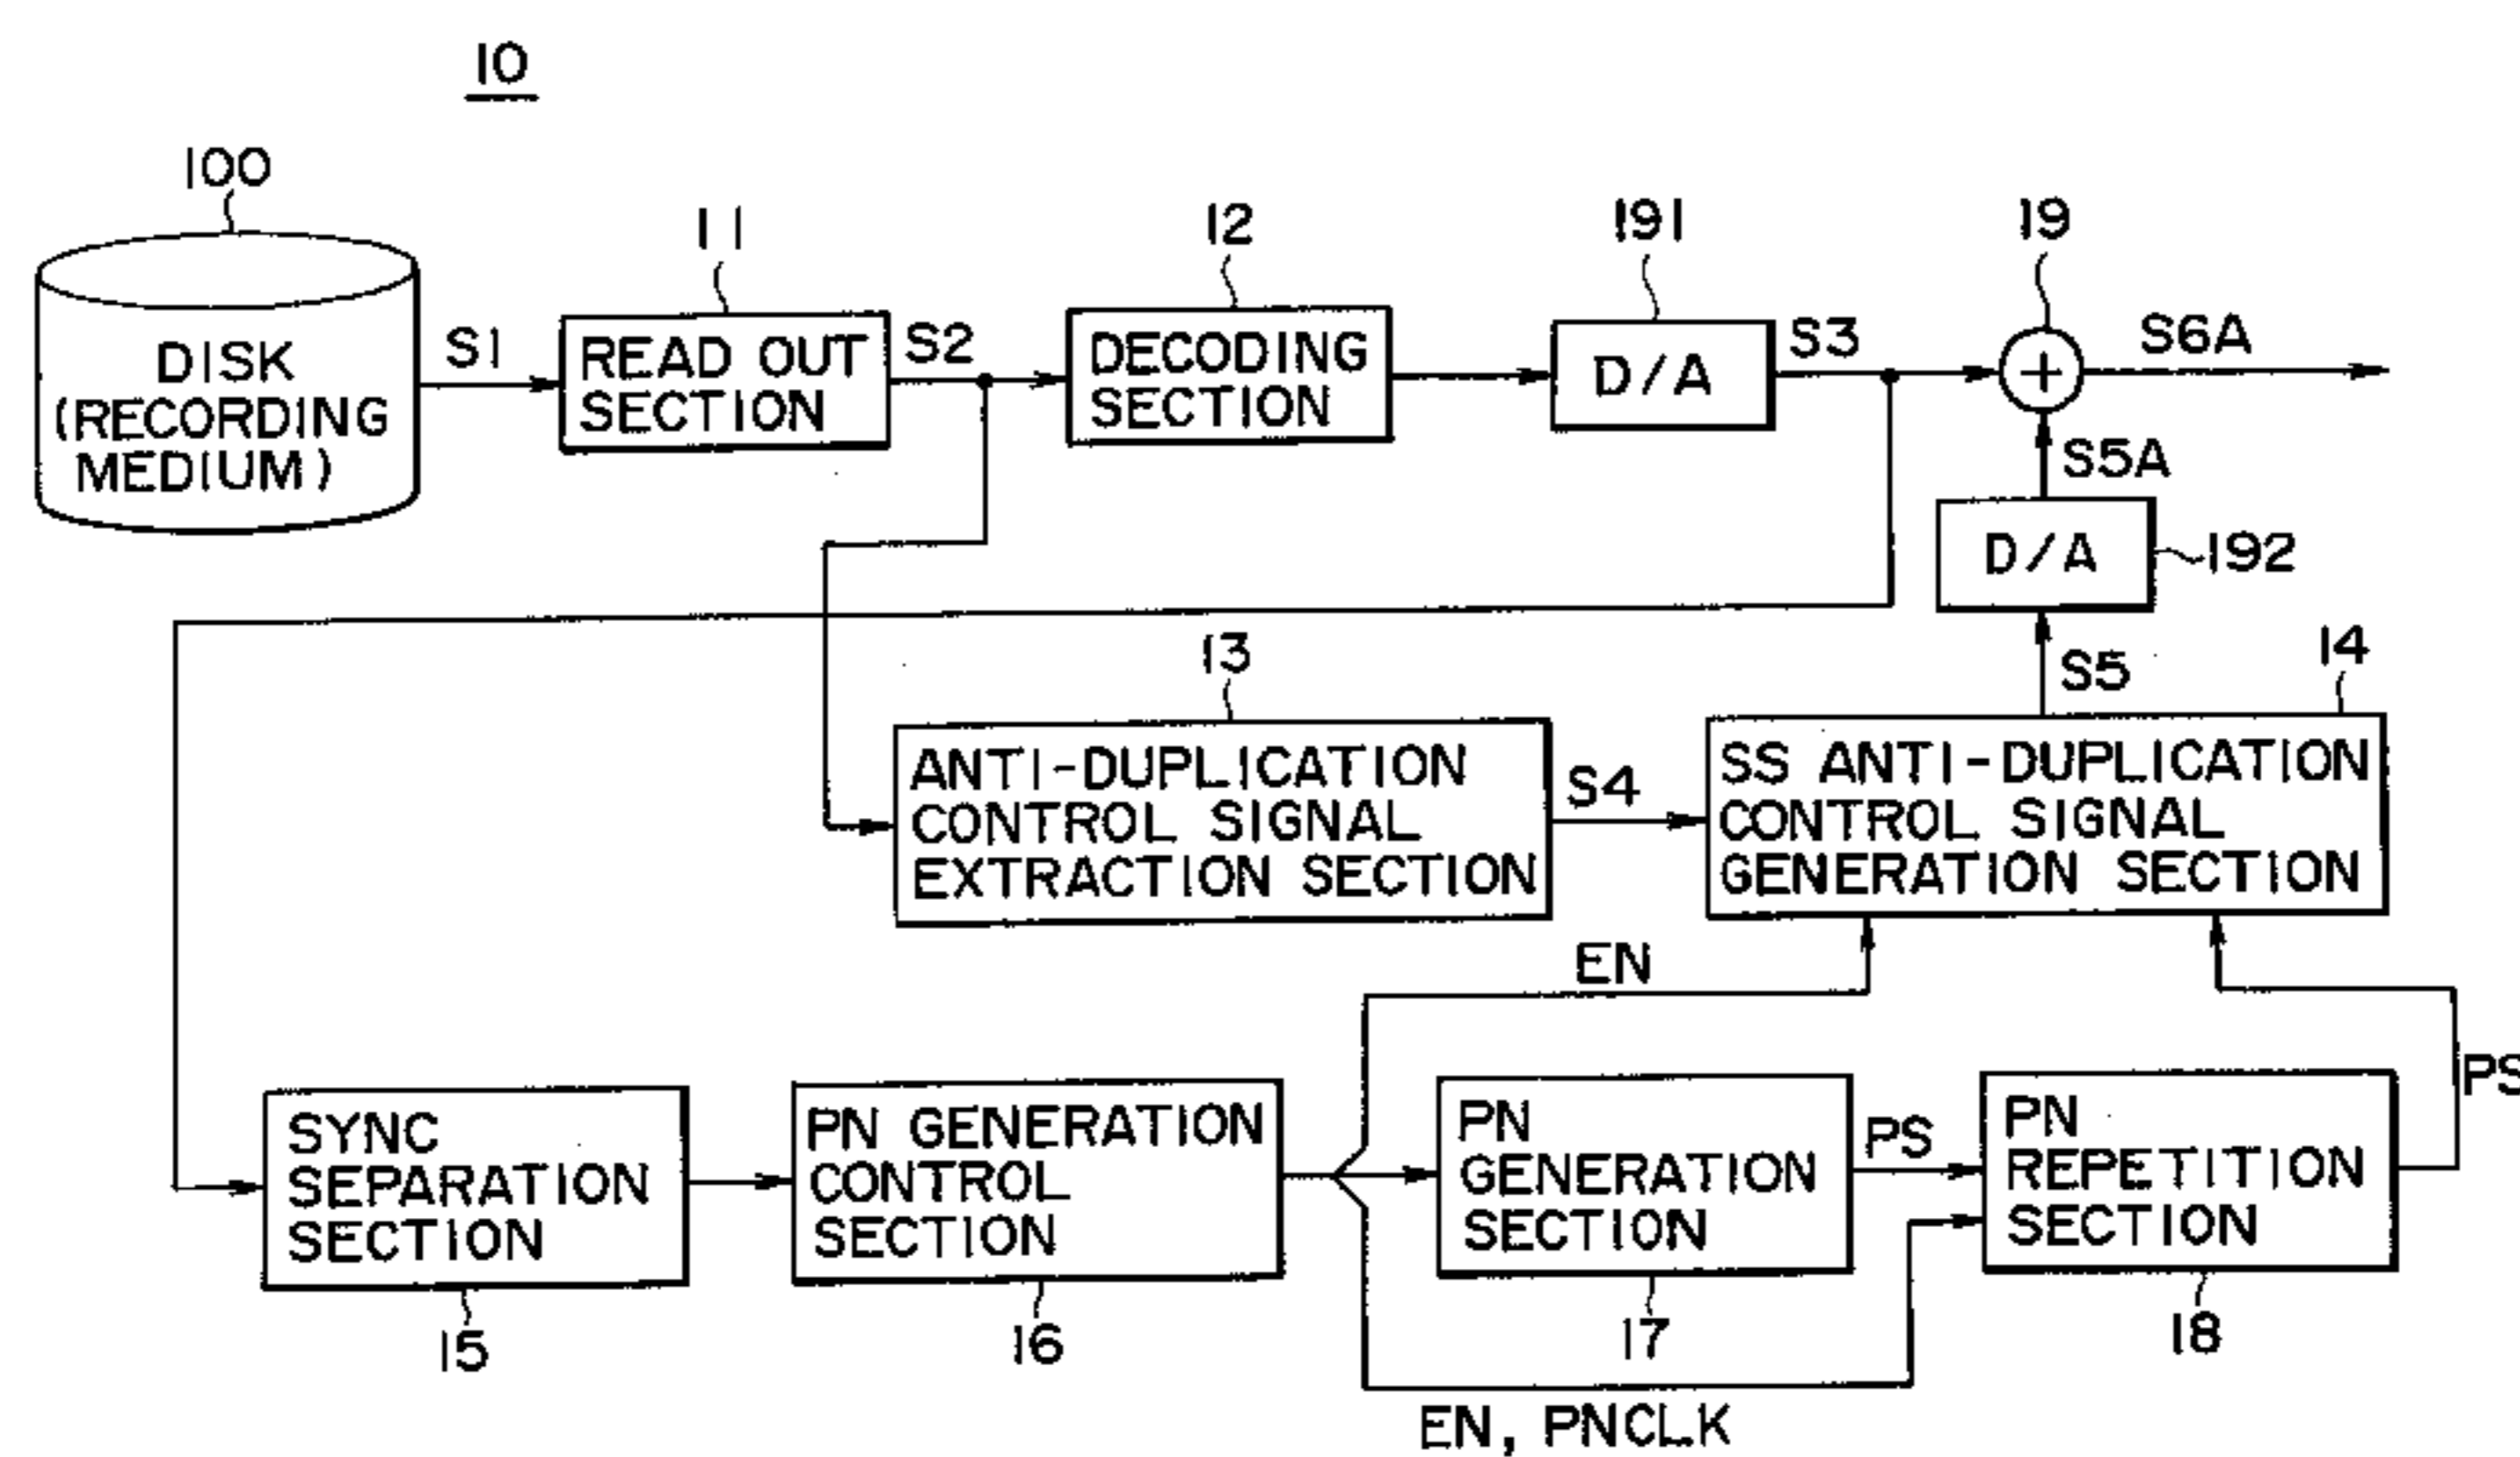 10
100
11
12
191
19
DISK
(RECORDING
MEDIUM)
S1
READ OUT
SECTION
S2
DECODING
SECTION
D/A
S3
+
S6A
S5A
D/A
192
13
S5
14
ANTI-DUPLICATION
CONTROL SIGNAL
EXTRACTION SECTION
S4
SS ANTI-DUPLICATION
CONTROL SIGNAL
GENERATION SECTION
EN
SYNC
SEPARATION
SECTION
15
PN GENERATION
CONTROL
SECTION
16
PN
GENERATION
SECTION
17
PS
PN
REPETITION
SECTION
18
PS
EN, PNCLK